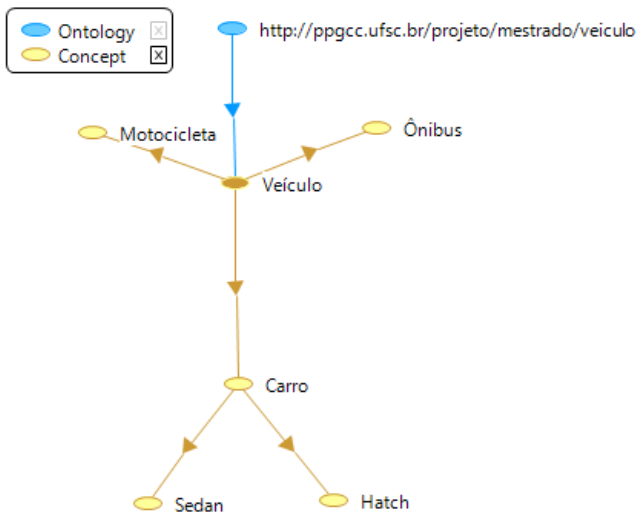 Ontology
Concept
http://ppgcc.ufsc.br/projeto/mestrado/veiculo
Motocicleta
Ônibus
Veículo
Carro
Sedan
Hatch